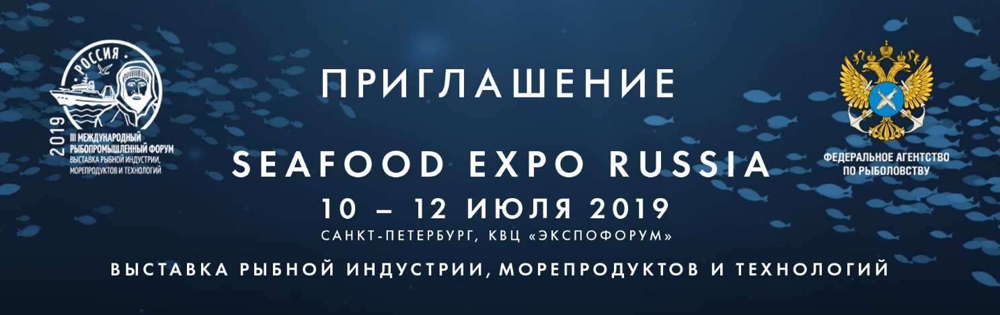 · РОССИЯ ·
2019
III МЕЖДУНАРОДНЫЙ
РЫБОПРОМЫШЛЕННЫЙ ФОРУМ
ВЫСТАВКА РЫБНОЙ ИНДУСТРИИ,
МОРЕПРОДУКТОВ И ТЕХНОЛОГИЙ
ПРИГЛАШЕНИЕ
SEAFOOD EXPO RUSSIA
10 – 12 ИЮЛЯ 2019
САНКТ-ПЕТЕРБУРГ, КВЦ «ЭКСПОФОРУМ»
ВЫСТАВКА РЫБНОЙ ИНДУСТРИИ, МОРЕПРОДУКТОВ И ТЕХНОЛОГИЙ
ФЕДЕРАЛЬНОЕ АГЕНТСТВО
ПО РЫБОЛОВСТВУ